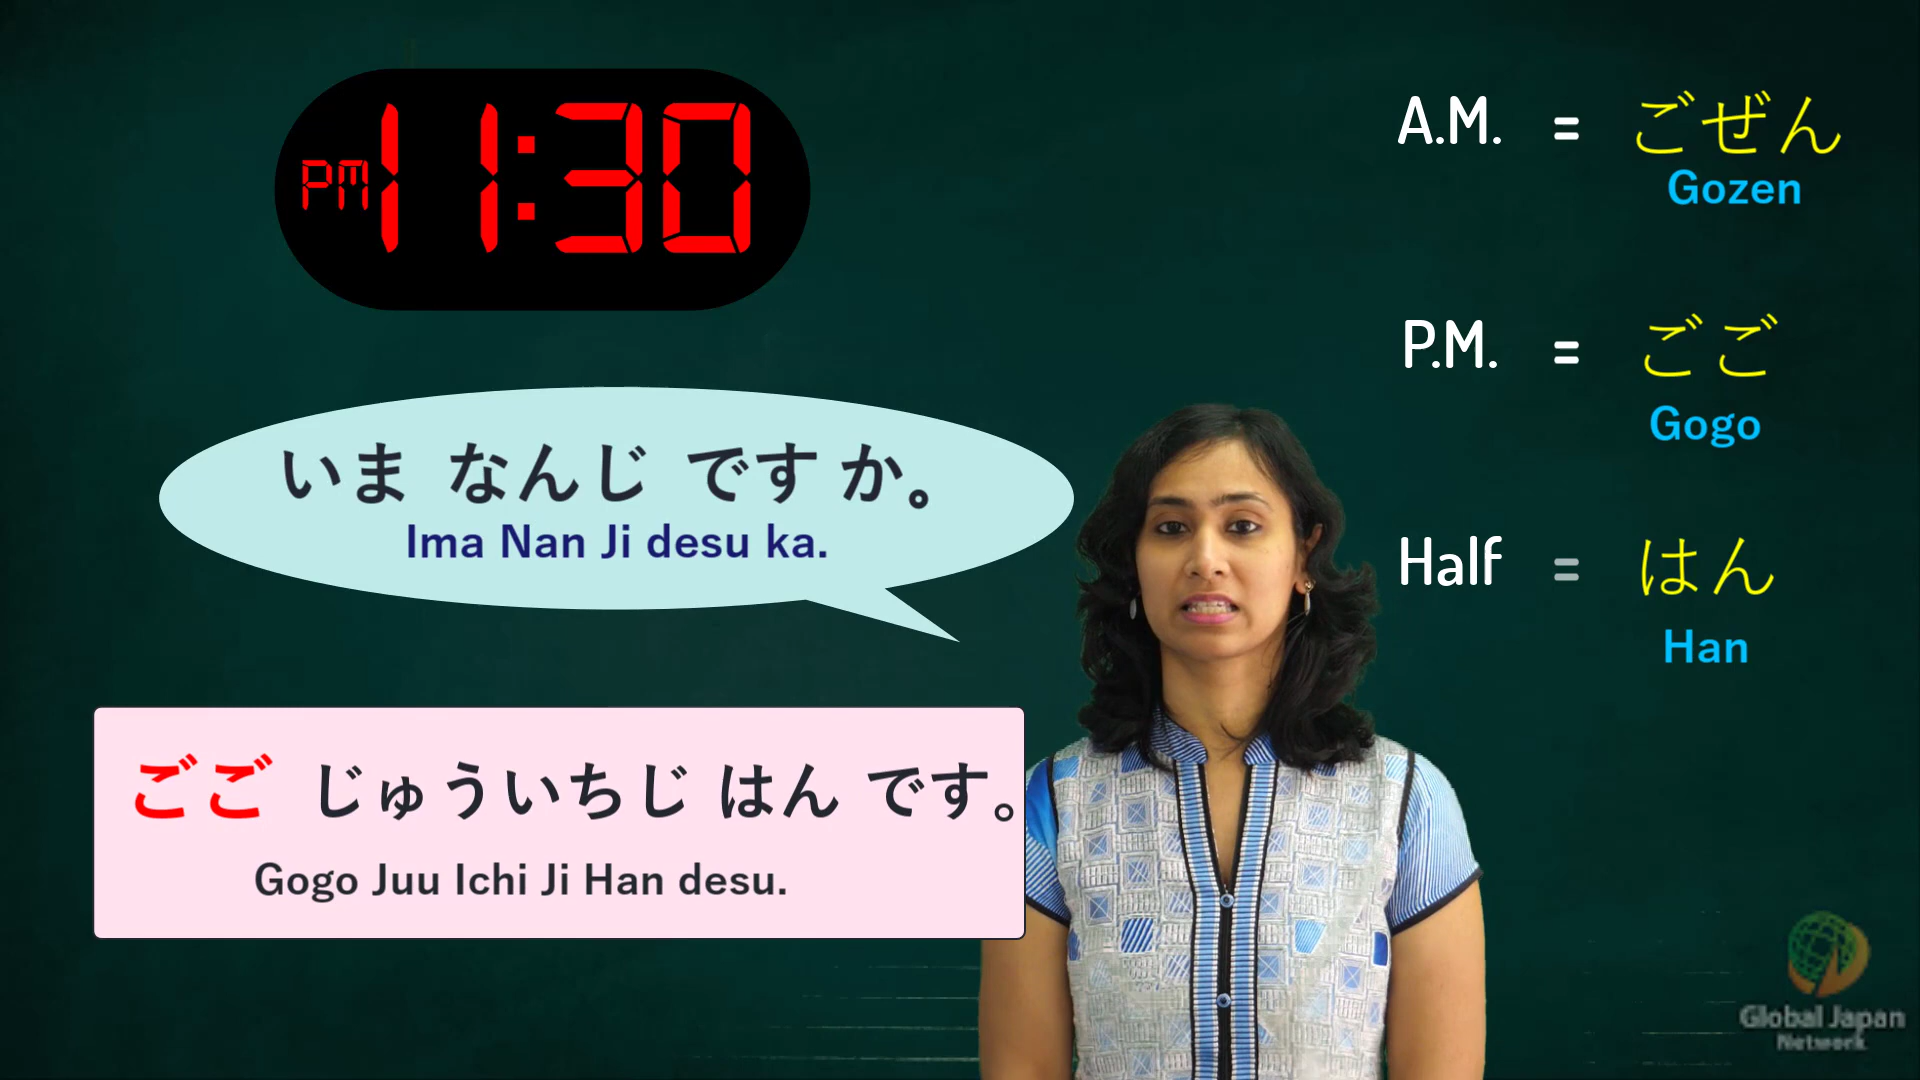 PM 11:30
いま なんじ です か。
Ima Nan Ji desu ka.
ごご じゅういちじ はん です。
Gogo Juu Ichi Ji Han desu.
A.M. = ごぜん
Gozen
P.M. = ごご
Gogo
Half = はん
Han
Global Japan
Network